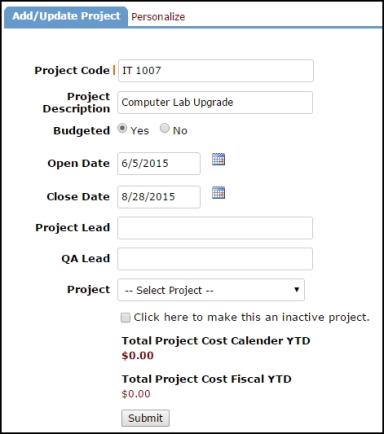 Add/Update Project Personalize
Project Code IT 1007
Project
Description Computer Lab Upgrade
Budgeted Yes No
Open Date 6/5/2015
Close Date 8/28/2015
Project Lead
QA Lead
Project -- Select Project --
Click here to make this an inactive project.
Total Project Cost Calender YTD
$0.00
Total Project Cost Fiscal YTD
$0.00
Submit